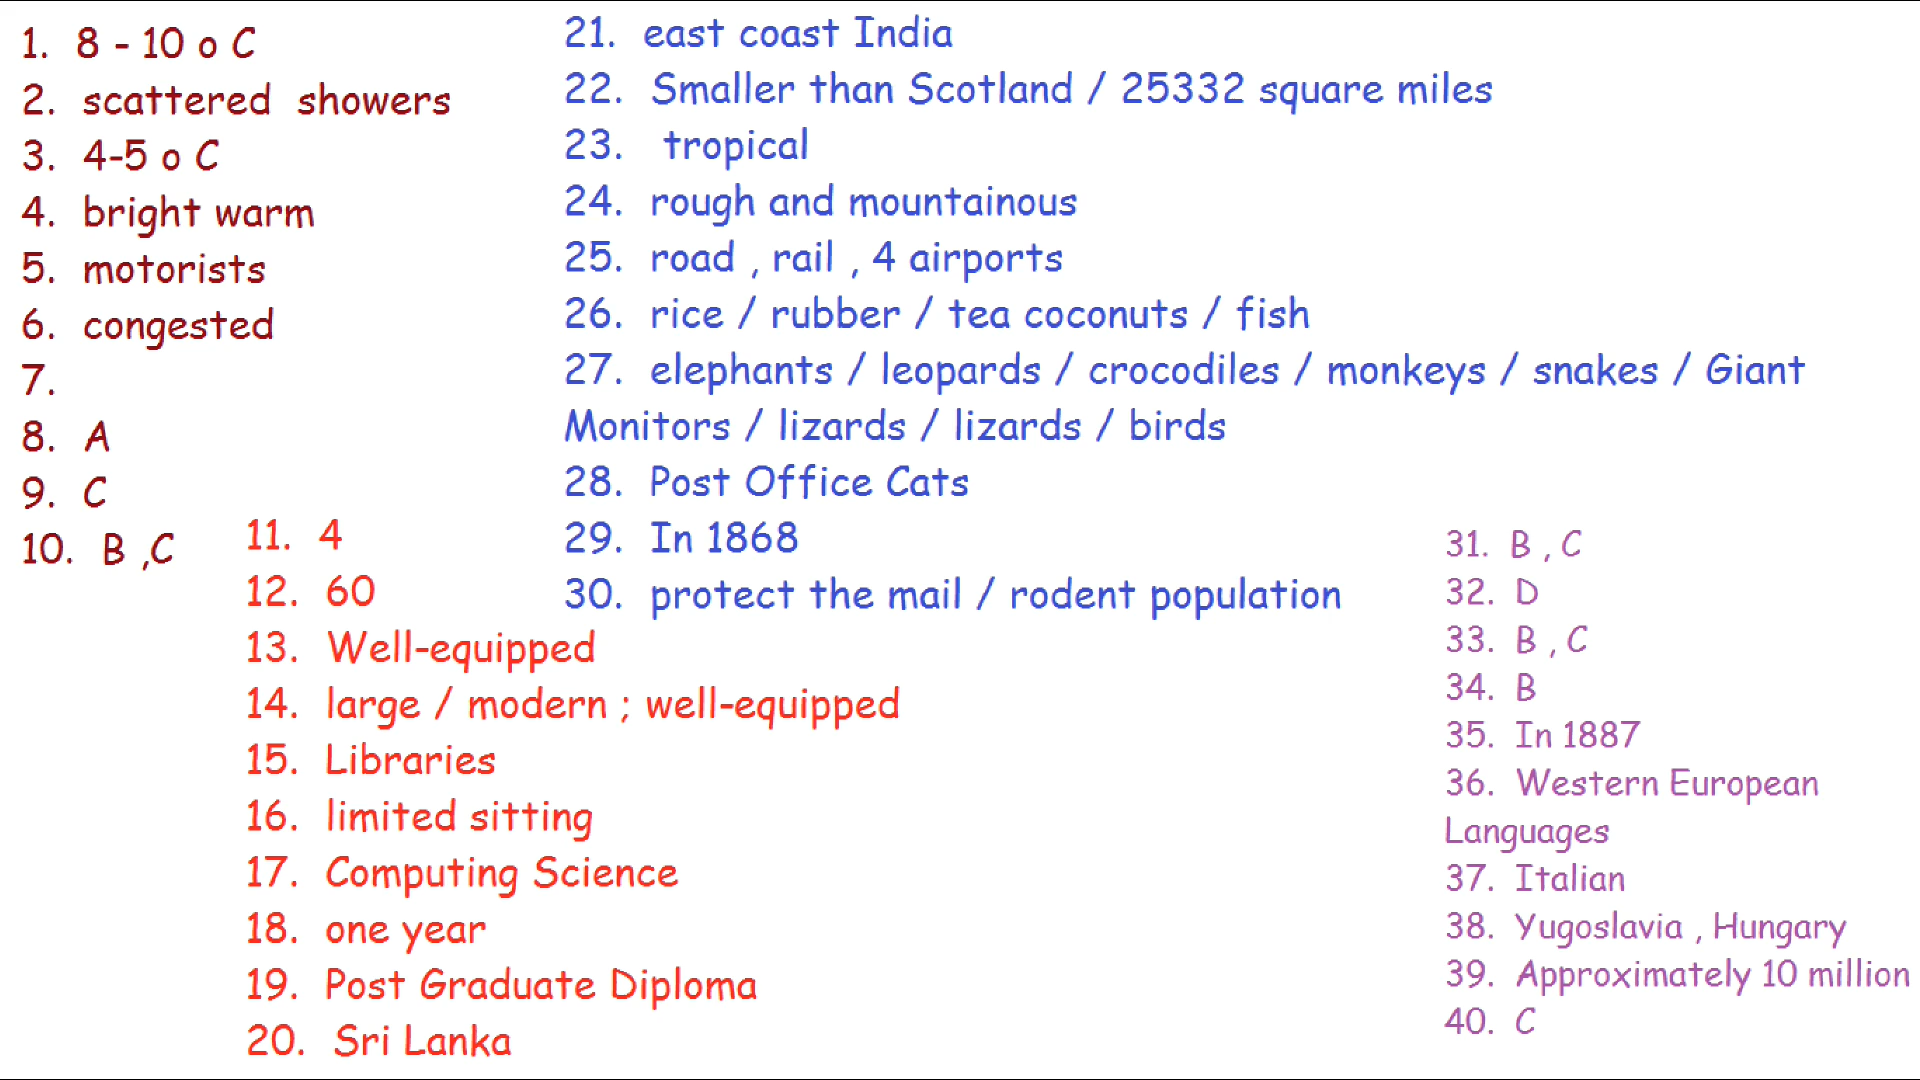 1. 8 - 10 o C
2. scattered showers
3. 4-5 o C
4. bright warm
5. motorists
6. congested
7.
8. A
9. C
10. B ,C
11. 4
12. 60
13. Well-equipped
14. large / modern ; well-equipped
15. Libraries
16. limited sitting
17. Computing Science
18. one year
19. Post Graduate Diploma
20. Sri Lanka
21. east coast India
22. Smaller than Scotland / 25332 square miles
23. tropical
24. rough and mountainous
25. road , rail , 4 airports
26. rice / rubber / tea coconuts / fish
27. elephants / leopards / crocodiles / monkeys / snakes / Giant
Monitors / lizards / lizards / birds
28. Post Office Cats
29. In 1868
30. protect the mail / rodent population
31. B , C
32. D
33. B , C
34. B
35. In 1887
36. Western European
Languages
37. Italian
38. Yugoslavia , Hungary
39. Approximately 10 million
40. C